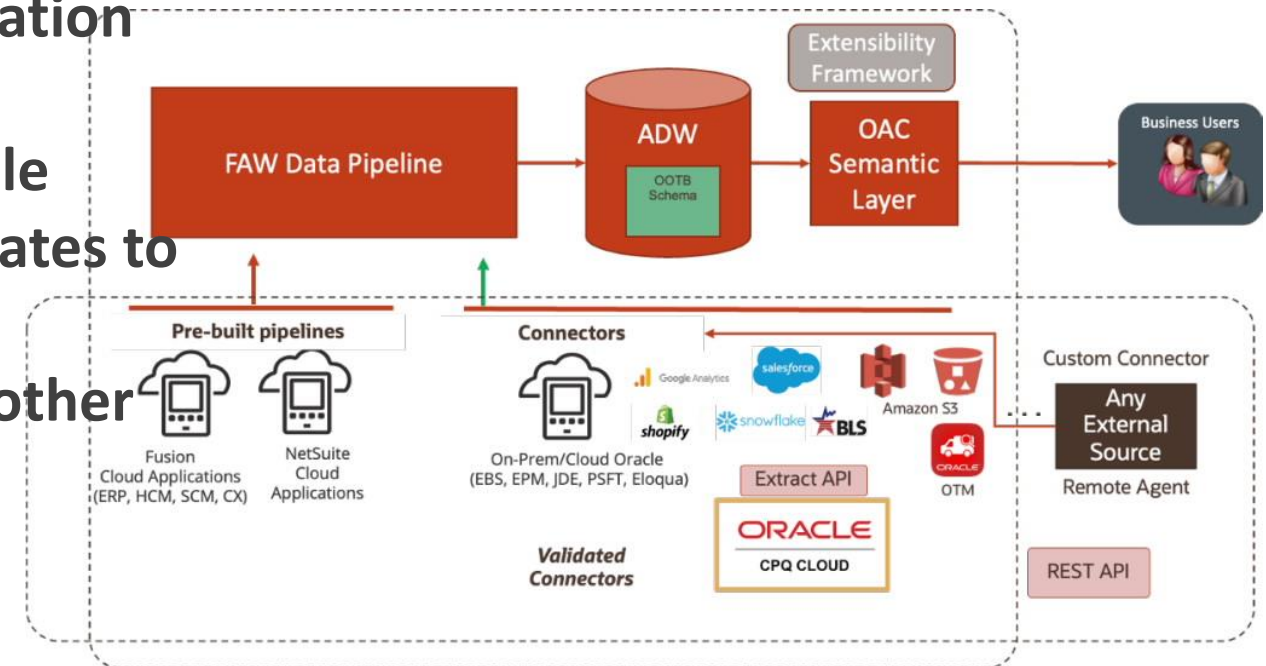 ation
le
ates to
other
Extensibility
Framework
FAW Data Pipeline
ADW
OOTB
Schema
OAC
Semantic
Layer
Business Users
Pre-built pipelines
Connectors
Fusion
Cloud Applications
(ERP, HCM, SCM, CX)
NetSuite
Cloud
Applications
On-Prem/Cloud Oracle
(EBS, EPM, JDE, PSFT, Eloqua)
Google Analytics
salesforce
shopify
snowflake
BLS
Amazon S3
...
ORACLE
OTM
Extract API
ORACLE
CPQ CLOUD
Validated
Connectors
Custom Connector
Any
External
Source
Remote Agent
REST API